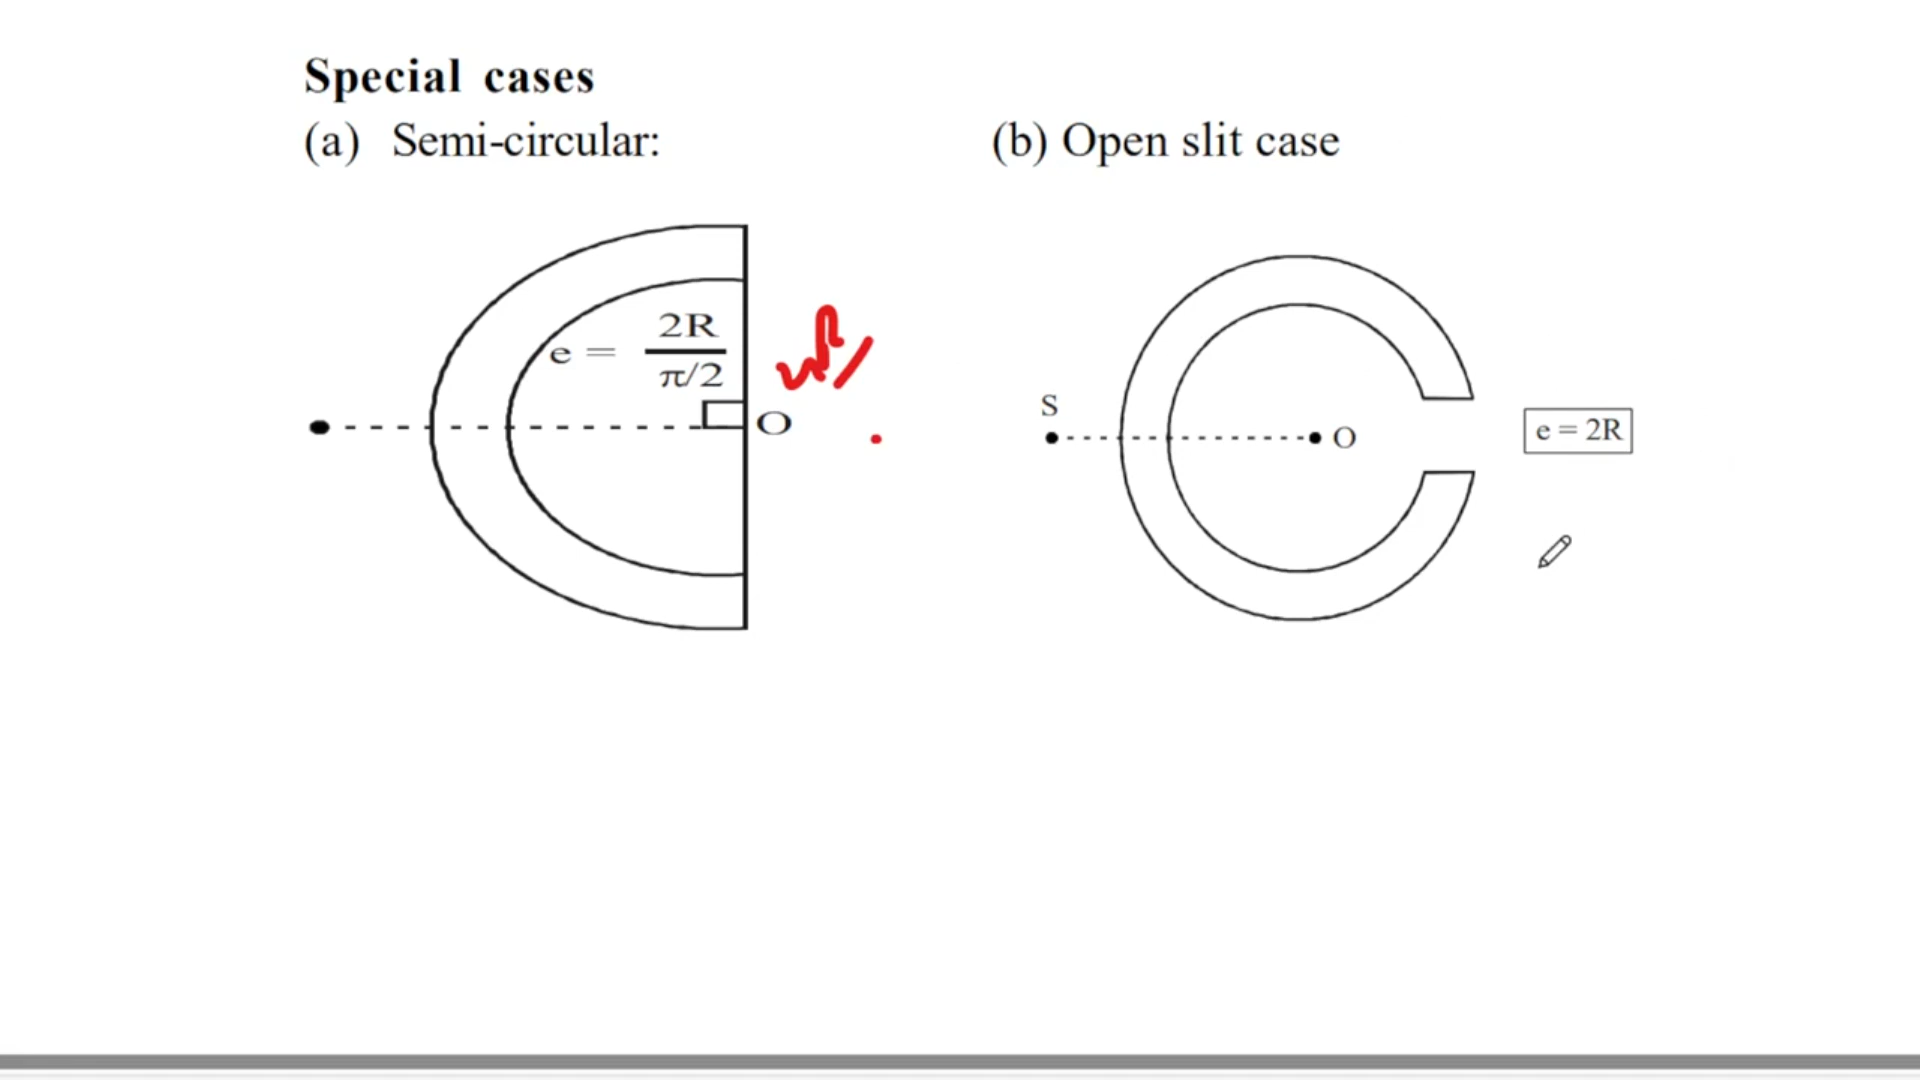 Special cases
(a) Semi-circular:
(b) Open slit case
e = 2R
π/2
O
S
O
e = 2R